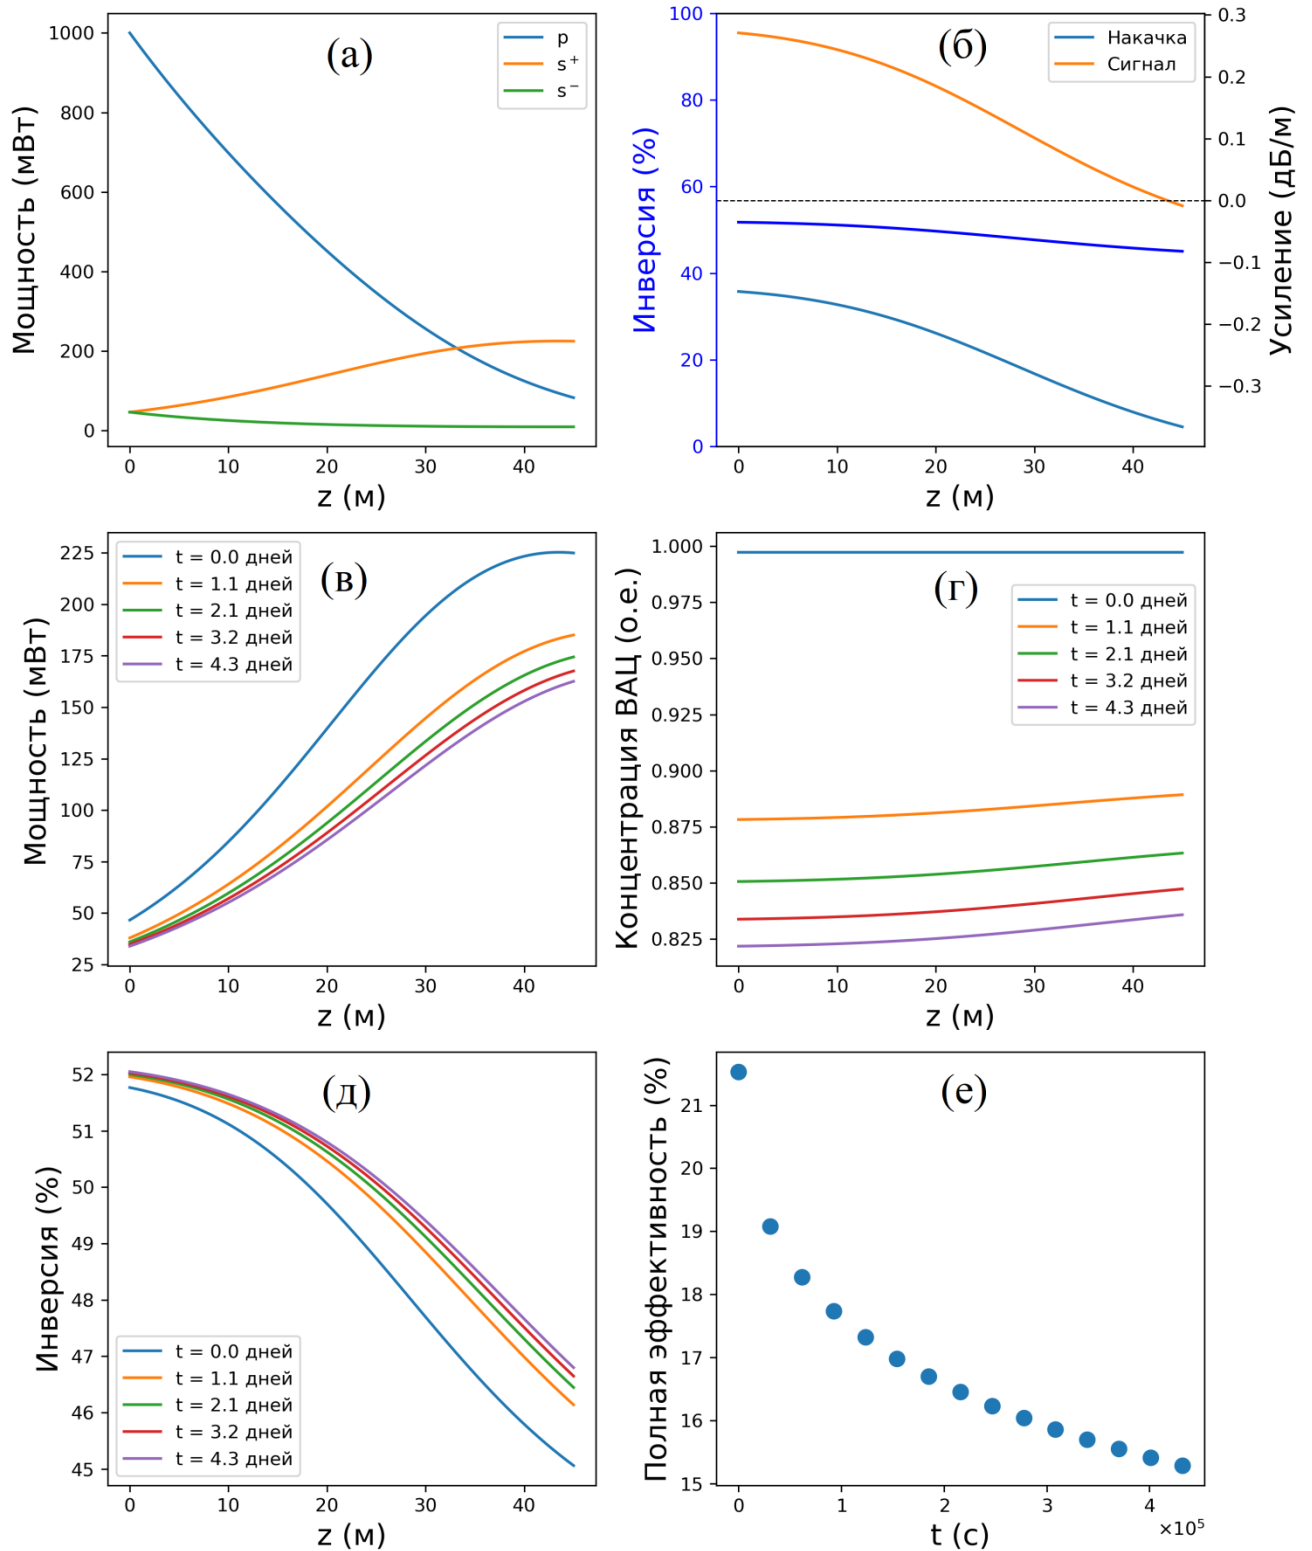 (а)
p
s⁺
s⁻
Мощность (мВт)
1000
800
600
400
200
0
0 10 20 30 40
z (м)
(б)
Накачка
Сигнал
Инверсия (%)
100
80
60
40
20
0
Усиление (дБ/м)
0.3
0.2
0.1
0.0
−0.1
−0.2
−0.3
0 10 20 30 40
z (м)
(в)
t = 0.0 дней
t = 1.1 дней
t = 2.1 дней
t = 3.2 дней
t = 4.3 дней
Мощность (мВт)
225
200
175
150
125
100
75
50
25
0 10 20 30 40
z (м)
(г)
t = 0.0 дней
t = 1.1 дней
t = 2.1 дней
t = 3.2 дней
t = 4.3 дней
Концентрация ВАЦ (о.е.)
1.000
0.975
0.950
0.925
0.900
0.875
0.850
0.825
0 10 20 30 40
z (м)
(д)
Инверсия (%)
52
51
50
49
48
47
46
45
t = 0.0 дней
t = 1.1 дней
t = 2.1 дней
t = 3.2 дней
t = 4.3 дней
0 10 20 30 40
z (м)
(е)
Полная эффективность (%)
21
20
19
18
17
16
15
0 1 2 3 4
×10⁵
t (с)